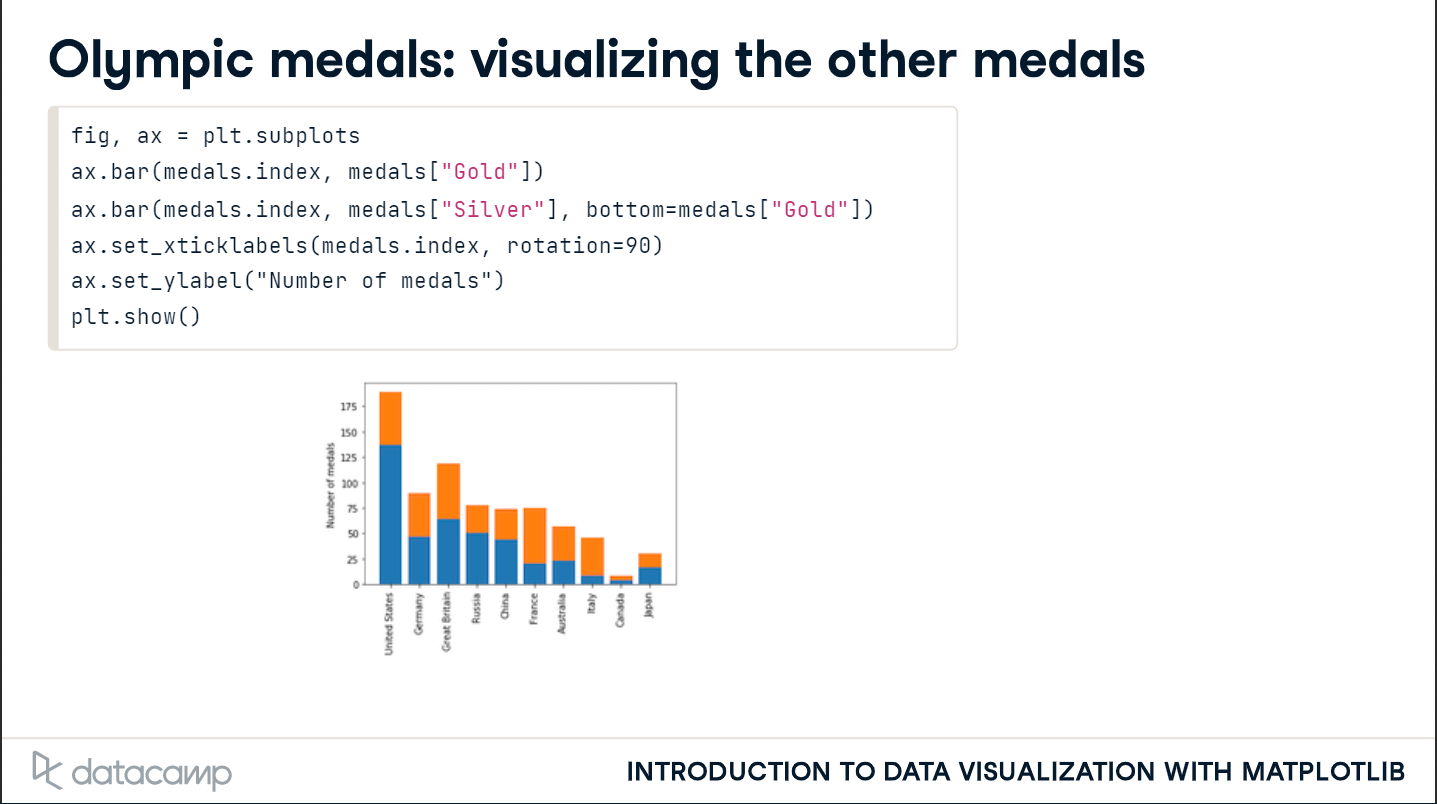 Olympic medals: visualizing the other medals
fig, ax = plt.subplots
ax.bar(medals.index, medals["Gold"])
ax.bar(medals.index, medals["Silver"], bottom=medals["Gold"])
ax.set_xticklabels(medals.index, rotation=90)
ax.set_ylabel("Number of medals")
plt.show()
Number of medals
175
150
125
100
75
50
25
0
United States
Germany
Great Britain
Russia
China
France
Australia
Italy
Canada
Japan
datacamp
INTRODUCTION TO DATA VISUALIZATION WITH MATPLOTLIB